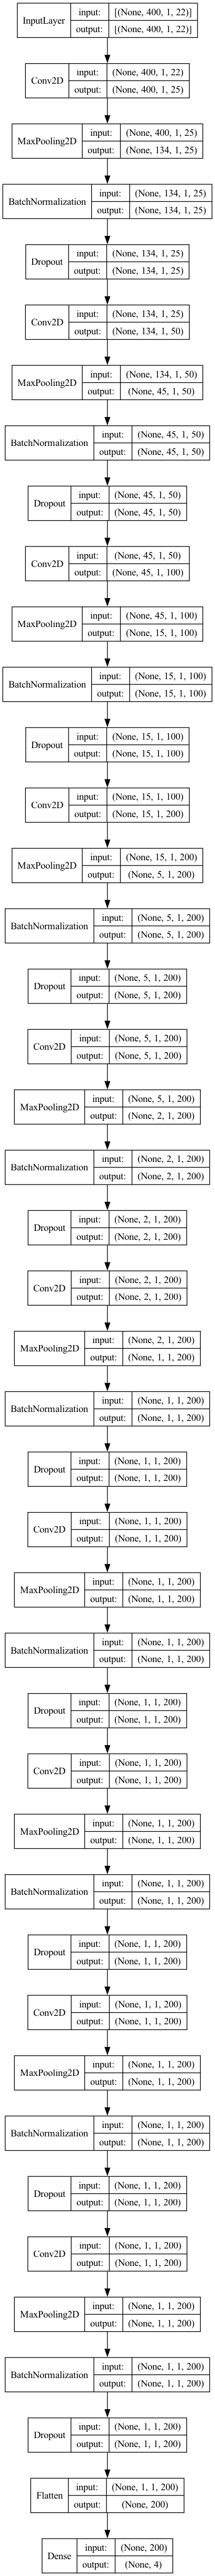 InputLayer input: [(None, 400, 1, 22)]
output: [(None, 400, 1, 22)]
Conv2D input: (None, 400, 1, 22)
output: (None, 400, 1, 25)
MaxPooling2D input: (None, 400, 1, 25)
output: (None, 134, 1, 25)
BatchNormalization input: (None, 134, 1, 25)
output: (None, 134, 1, 25)
Dropout input: (None, 134, 1, 25)
output: (None, 134, 1, 25)
Conv2D input: (None, 134, 1, 25)
output: (None, 134, 1, 50)
MaxPooling2D input: (None, 134, 1, 50)
output: (None, 45, 1, 50)
BatchNormalization input: (None, 45, 1, 50)
output: (None, 45, 1, 50)
Dropout input: (None, 45, 1, 50)
output: (None, 45, 1, 50)
Conv2D input: (None, 45, 1, 50)
output: (None, 45, 1, 100)
MaxPooling2D input: (None, 45, 1, 100)
output: (None, 15, 1, 100)
BatchNormalization input: (None, 15, 1, 100)
output: (None, 15, 1, 100)
Dropout input: (None, 15, 1, 100)
output: (None, 15, 1, 100)
Conv2D input: (None, 15, 1, 100)
output: (None, 15, 1, 200)
MaxPooling2D input: (None, 15, 1, 200)
output: (None, 5, 1, 200)
BatchNormalization input: (None, 5, 1, 200)
output: (None, 5, 1, 200)
Dropout input: (None, 5, 1, 200)
output: (None, 5, 1, 200)
Conv2D input: (None, 5, 1, 200)
output: (None, 5, 1, 200)
MaxPooling2D input: (None, 5, 1, 200)
output: (None, 2, 1, 200)
BatchNormalization input: (None, 2, 1, 200)
output: (None, 2, 1, 200)
Dropout input: (None, 2, 1, 200)
output: (None, 2, 1, 200)
Conv2D input: (None, 2, 1, 200)
output: (None, 2, 1, 200)
MaxPooling2D input: (None, 2, 1, 200)
output: (None, 1, 1, 200)
BatchNormalization input: (None, 1, 1, 200)
output: (None, 1, 1, 200)
Dropout input: (None, 1, 1, 200)
output: (None, 1, 1, 200)
Conv2D input: (None, 1, 1, 200)
output: (None, 1, 1, 200)
MaxPooling2D input: (None, 1, 1, 200)
output: (None, 1, 1, 200)
BatchNormalization input: (None, 1, 1, 200)
output: (None, 1, 1, 200)
Dropout input: (None, 1, 1, 200)
output: (None, 1, 1, 200)
Conv2D input: (None, 1, 1, 200)
output: (None, 1, 1, 200)
MaxPooling2D input: (None, 1, 1, 200)
output: (None, 1, 1, 200)
BatchNormalization input: (None, 1, 1, 200)
output: (None, 1, 1, 200)
Dropout input: (None, 1, 1, 200)
output: (None, 1, 1, 200)
Conv2D input: (None, 1, 1, 200)
output: (None, 1, 1, 200)
MaxPooling2D input: (None, 1, 1, 200)
output: (None, 1, 1, 200)
BatchNormalization input: (None, 1, 1, 200)
output: (None, 1, 1, 200)
Dropout input: (None, 1, 1, 200)
output: (None, 1, 1, 200)
Conv2D input: (None, 1, 1, 200)
output: (None, 1, 1, 200)
MaxPooling2D input: (None, 1, 1, 200)
output: (None, 1, 1, 200)
BatchNormalization input: (None, 1, 1, 200)
output: (None, 1, 1, 200)
Dropout input: (None, 1, 1, 200)
output: (None, 1, 1, 200)
Flatten input: (None, 1, 1, 200)
output: (None, 200)
Dense input: (None, 200)
output: (None, 4)